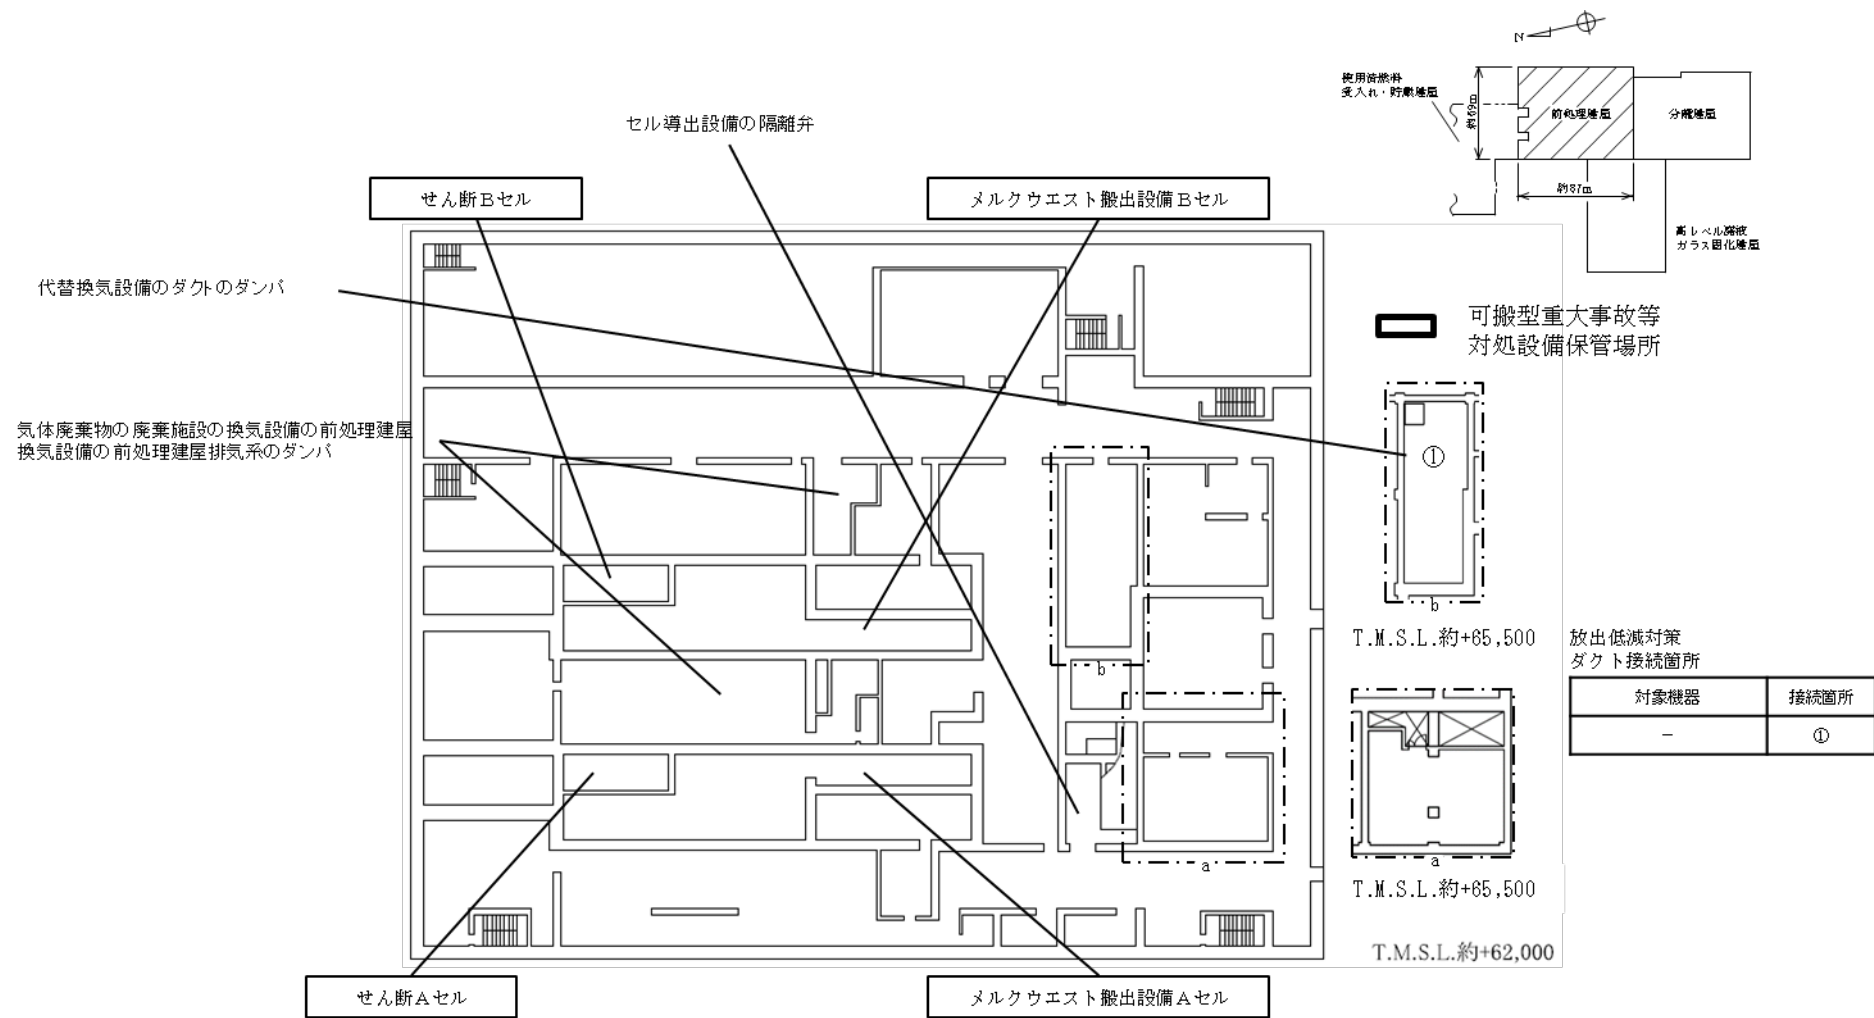 N
使用済燃料
受入れ・貯蔵建屋
約69m
前処理建屋
分離建屋
約87m
高レベル廃液
ガラス固化建屋
セル導出設備の隔離弁
せん断Bセル
メルクウエスト搬出設備Bセル
代替換気設備のダクトのダンパ
可搬型重大事故等
対処設備保管場所
気体廃棄物の廃棄施設の換気設備の前処理建屋
換気設備の前処理建屋排気系のダンパ
①
b
T.M.S.L.約+65,500
b
放出低減対策
ダクト接続箇所
対象機器 接続箇所
− ①
a
a
T.M.S.L.約+65,500
T.M.S.L.約+62,000
せん断Aセル
メルクウエスト搬出設備Aセル